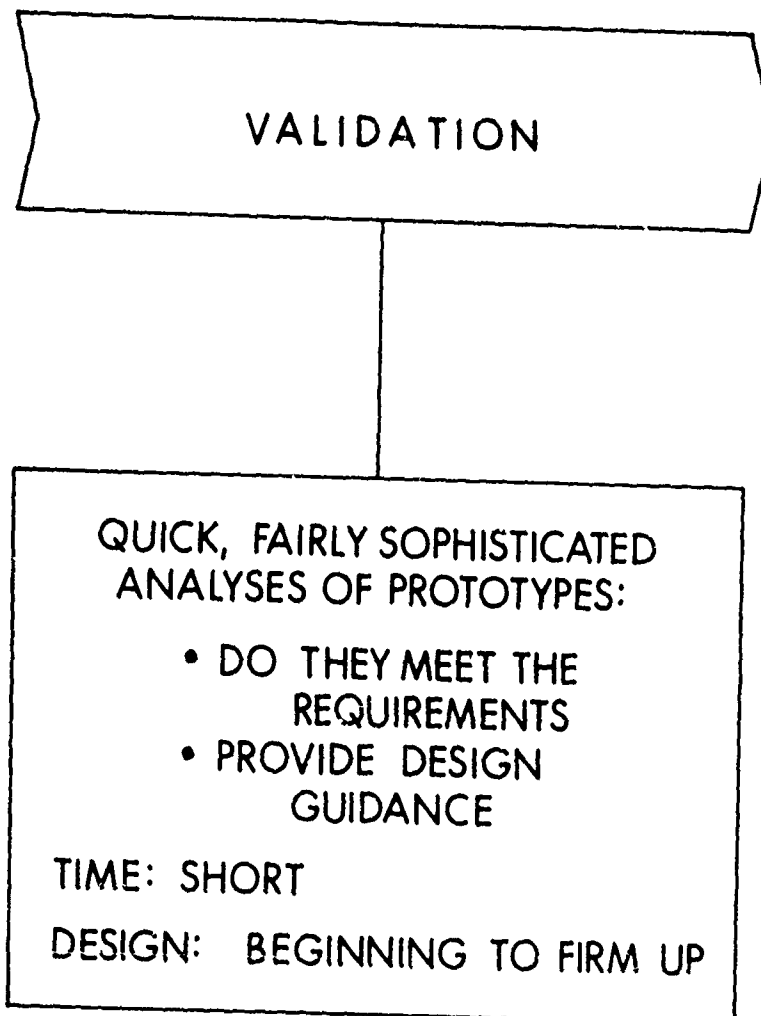 VALIDATION
QUICK, FAIRLY SOPHISTICATED
ANALYSES OF PROTOTYPES:
• DO THEY MEET THE
REQUIREMENTS
• PROVIDE DESIGN
GUIDANCE
TIME: SHORT
DESIGN: BEGINNING TO FIRM UP